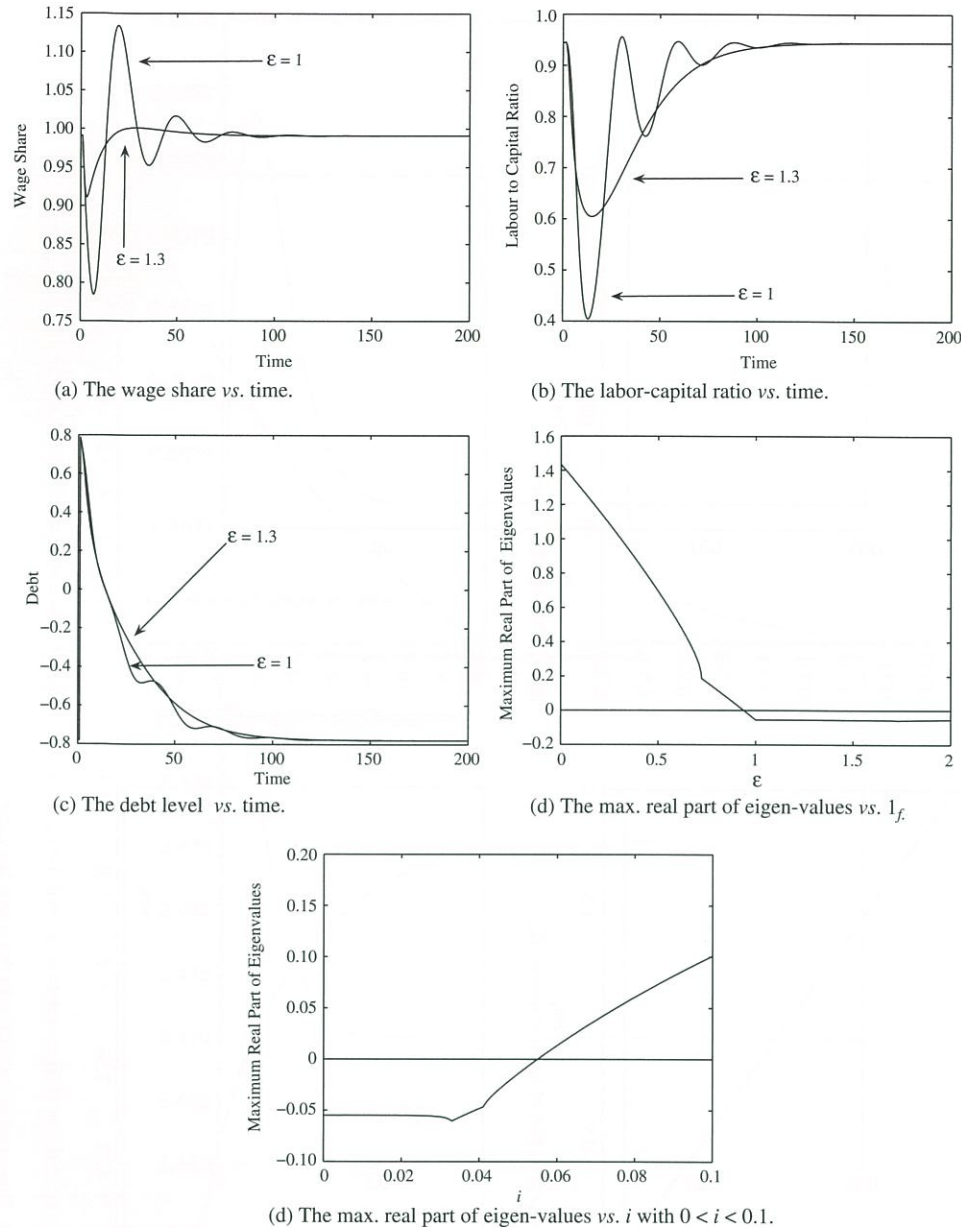 1.15
1.10
1.05
1.00
0.95
0.90
0.85
0.80
0.75
Wage Share
ε = 1
ε = 1.3
0 50 100 150 200
Time
(a) The wage share vs. time.
1.0
0.9
0.8
0.7
0.6
0.5
0.4
Labour to Capital Ratio
ε = 1.3
ε = 1
0 50 100 150 200
Time
(b) The labor-capital ratio vs. time.
0.8
0.6
0.4
0.2
0
−0.2
−0.4
−0.6
−0.8
Debt
ε = 1.3
ε = 1
0 50 100 150 200
Time
(c) The debt level vs. time.
1.6
1.4
1.2
1.0
0.8
0.6
0.4
0.2
0
−0.2
Maximum Real Part of Eigenvalues
0 0.5 1 1.5 2
ε
(d) The max. real part of eigen-values vs. 1f.
0.20
0.15
0.10
0.05
0
−0.05
−0.10
Maximum Real Part of Eigenvalues
0 0.02 0.04 0.06 0.08 0.1
i
(d) The max. real part of eigen-values vs. i with 0 < i < 0.1.